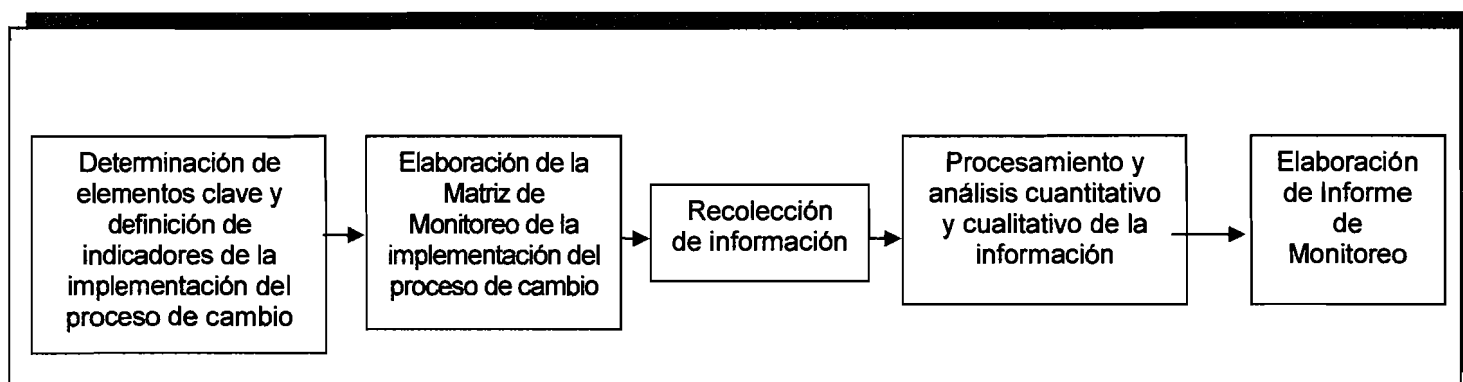 Determinación de
elementos clave y
definición de
indicadores de la
implementación del
proceso de cambio
Elaboración de la
Matriz de
Monitoreo de la
implementación del
proceso de cambio
Recolección
de información
Procesamiento y
análisis cuantitativo
y cualitativo de la
información
Elaboración
de Informe
de
Monitoreo